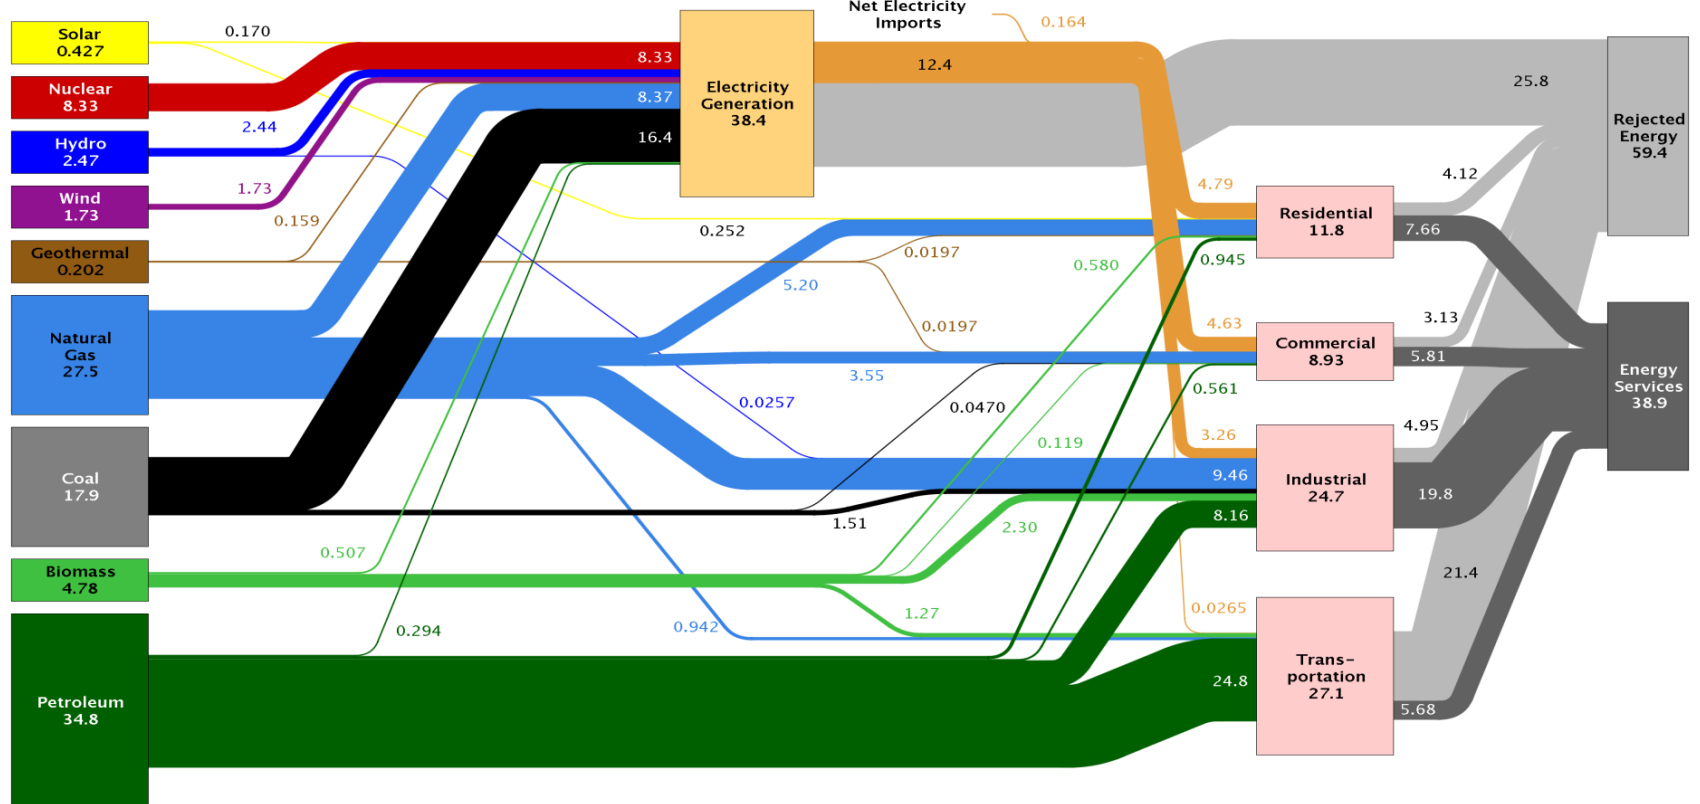 Net Electricity
Imports
0.164
Solar
0.427
0.170
Nuclear
8.33
Hydro
2.47
2.44
Wind
1.73
1.73
Geothermal
0.202
0.159
Natural
Gas
27.5
Coal
17.9
Biomass
4.78
0.507
Petroleum
34.8
0.294
8.33
8.37
16.4
Electricity
Generation
38.4
12.4
0.252
0.0197
5.20
0.0197
3.55
0.0257
0.0470
0.119
1.51
2.30
0.942
1.27
0.580
4.79
0.945
4.63
0.561
3.26
9.46
8.16
0.0265
24.8
Residential
11.8
Commercial
8.93
Industrial
24.7
Trans-
portation
27.1
25.8
4.12
7.66
3.13
5.81
4.95
19.8
21.4
5.68
Rejected
Energy
59.4
Energy
Services
38.9